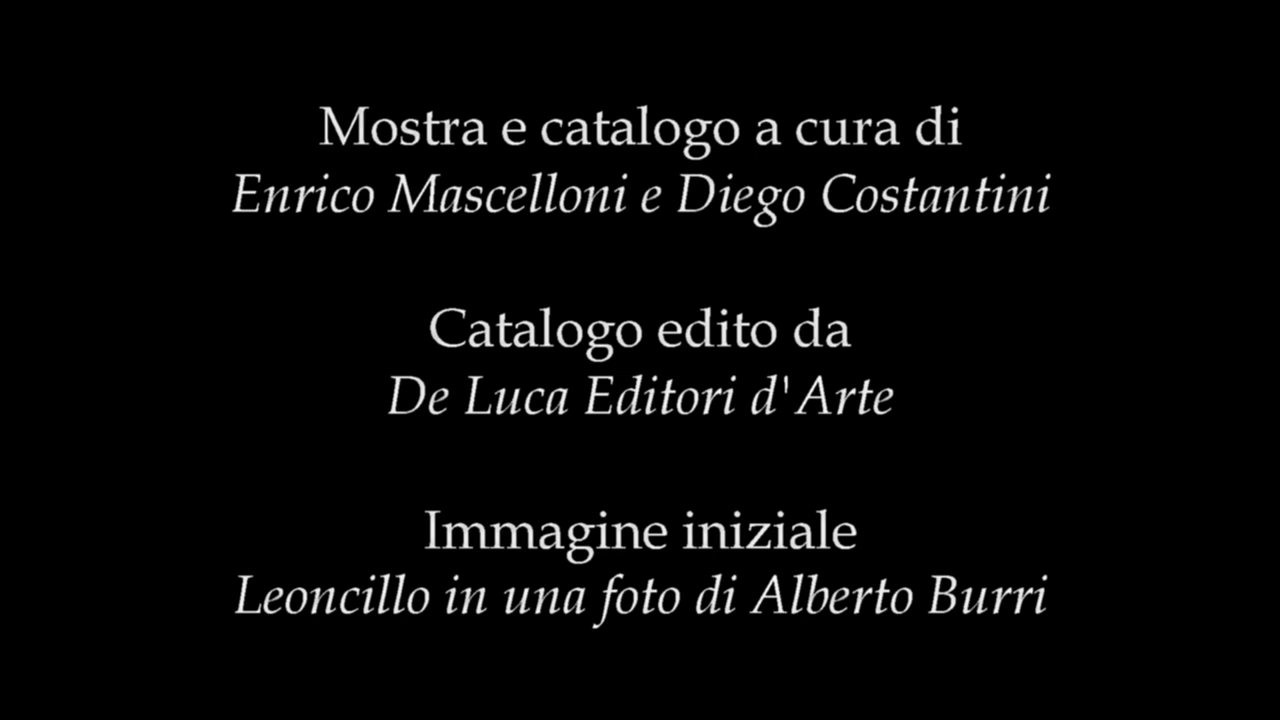 Mostra e catalogo a cura di
Enrico Mascelloni e Diego Costantini
Catalogo edito da
De Luca Editori d'Arte
Immagine iniziale
Leoncillo in una foto di Alberto Burri